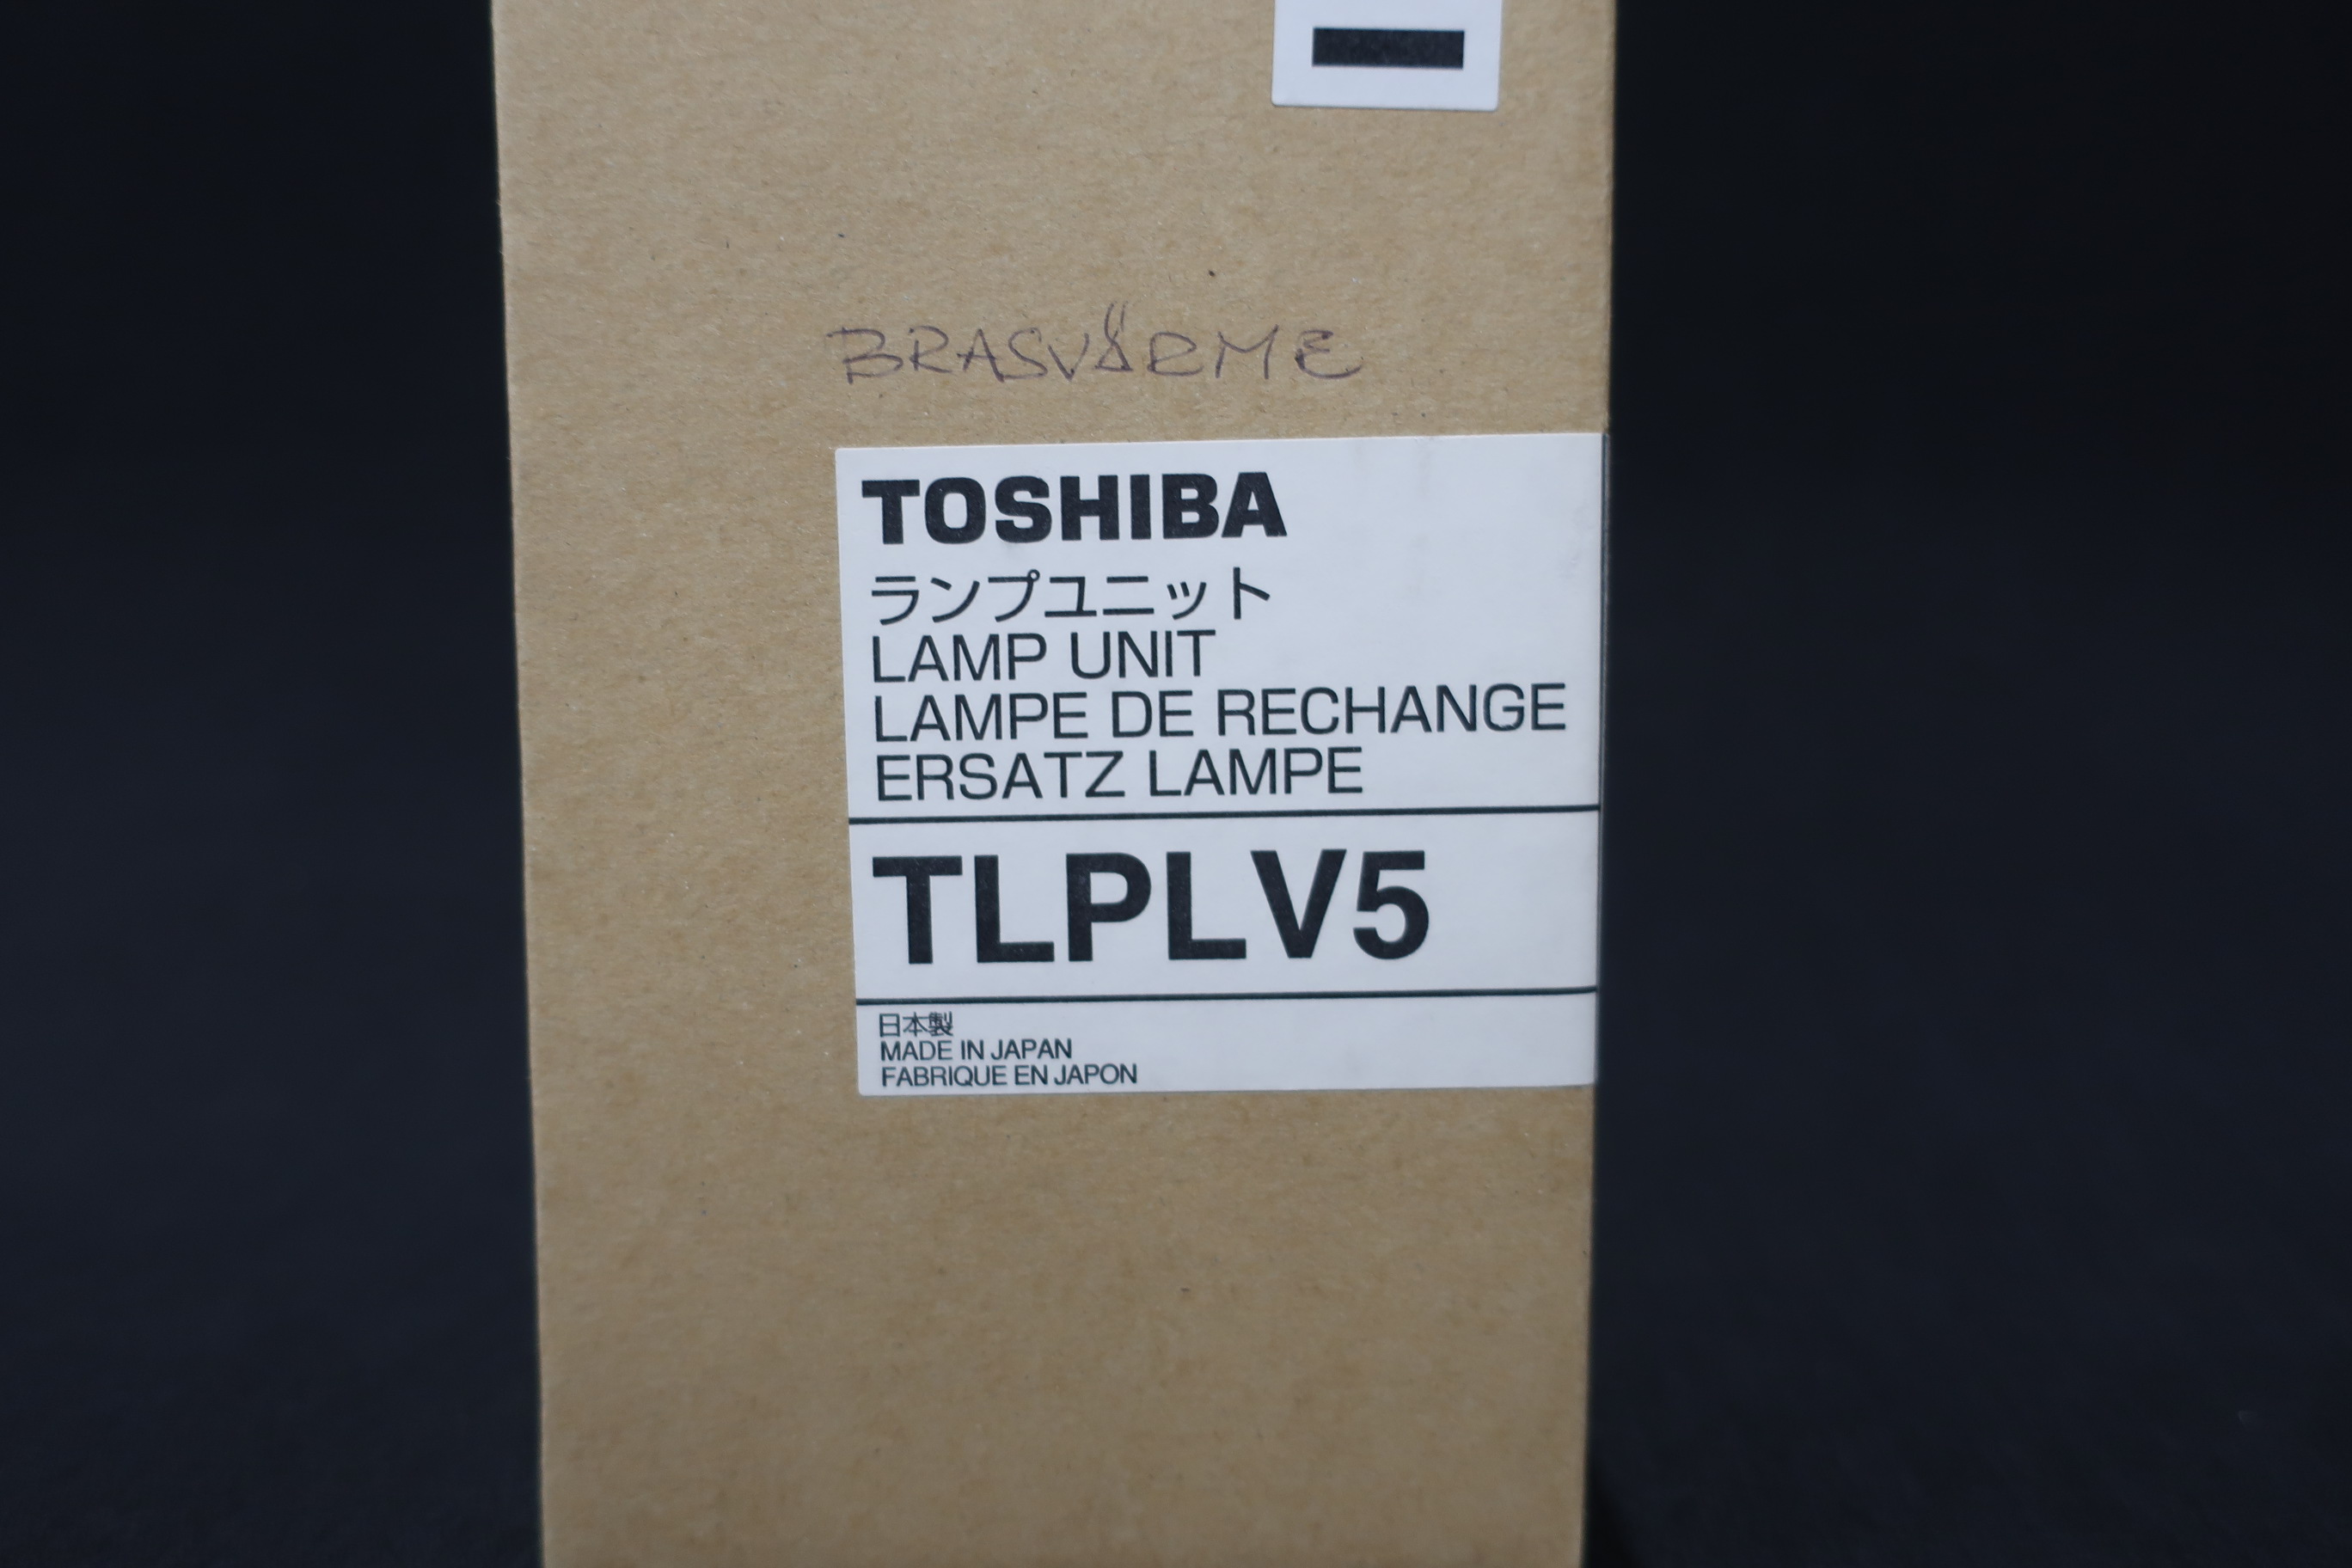 BRASVÄRME
TOSHIBA
ランプユニット
LAMP UNIT
LAMPE DE RECHANGE
ERSATZ LAMPE
TLPLV5
日本製
MADE IN JAPAN
FABRIQUE EN JAPON